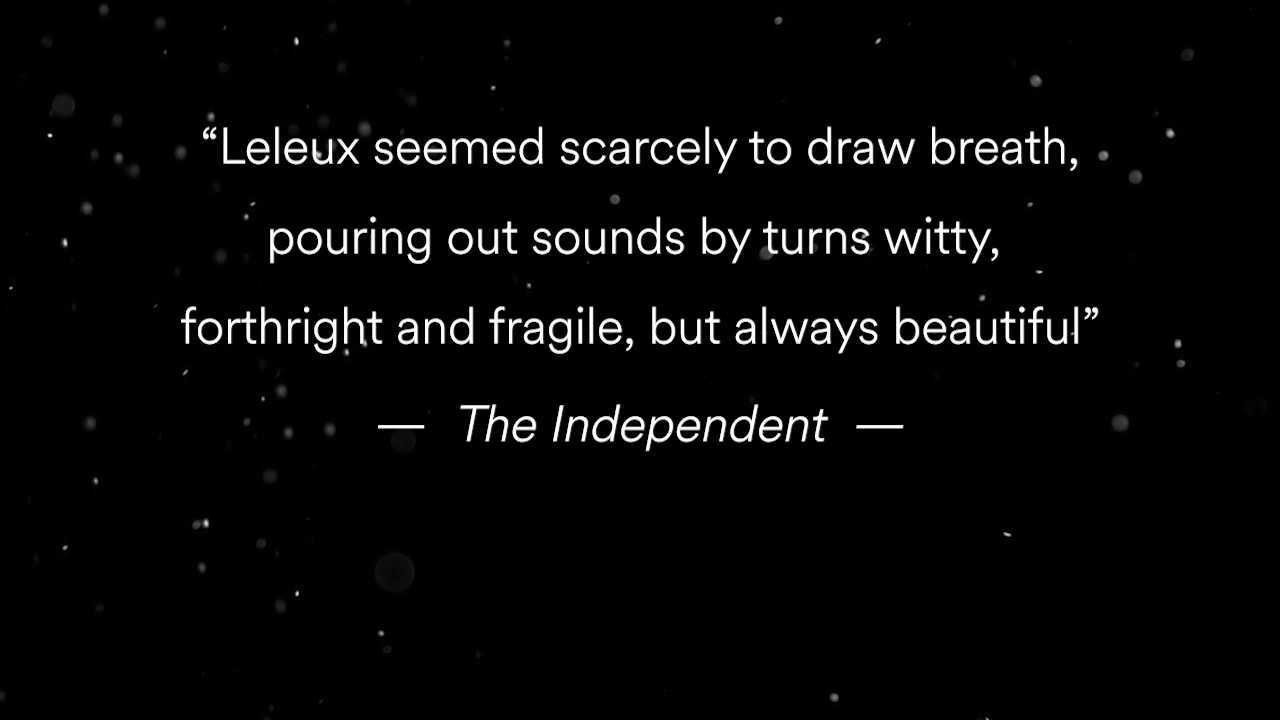 “Leleux seemed scarcely to draw breath,
pouring out sounds by turns witty,
forthright and fragile, but always beautiful”
— The Independent —